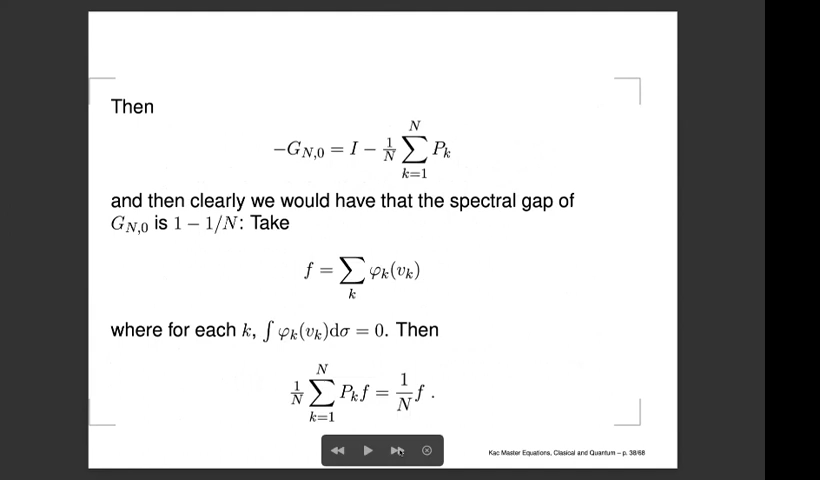 Then
−G_{N,0} = I − \frac{1}{N} \sum_{k=1}^{N} P_k
and then clearly we would have that the spectral gap of
G_{N,0} is 1 − 1/N: Take
f = \sum_{k} φ_k(v_k)
where for each k, ∫ φ_k(v_k)dσ = 0. Then
\frac{1}{N} \sum_{k=1}^{N} P_k f = \frac{1}{N} f .
Kac Master Equations, Clasical and Quantum – p. 38/68